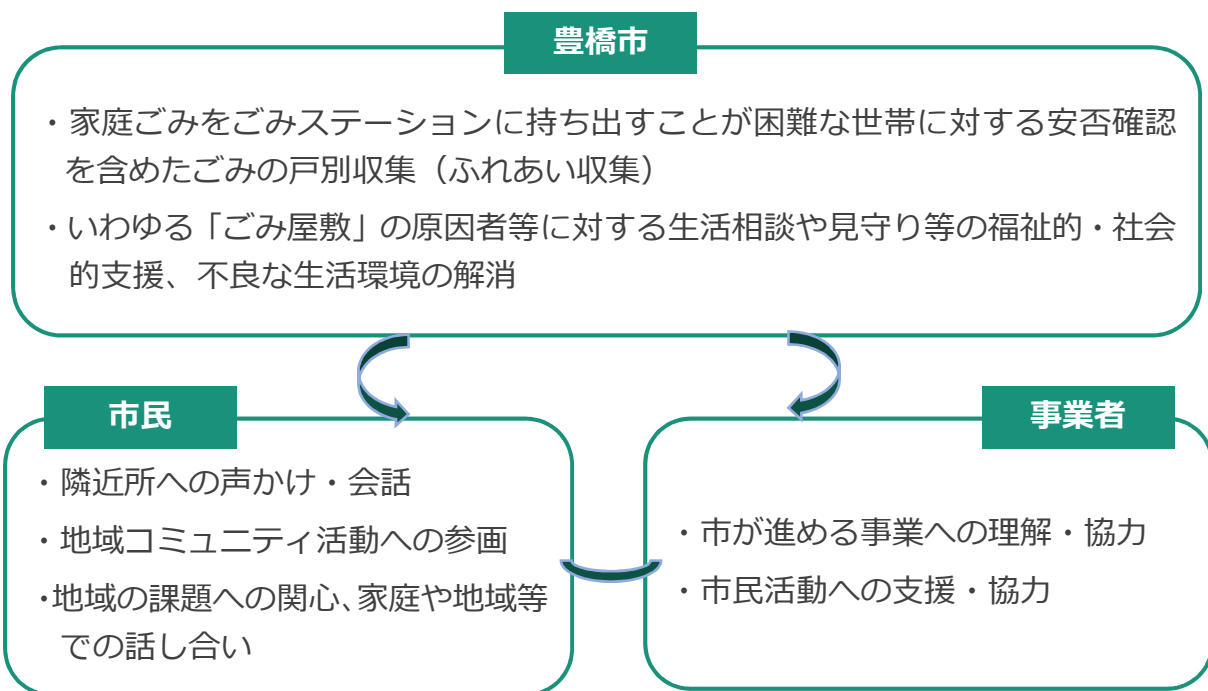 豊橋市
・家庭ごみをごみステーションに持ち出すことが困難な世帯に対する安否確認
を含めたごみの戸別収集（ふれあい収集）
・いわゆる「ごみ屋敷」の原因者等に対する生活相談や見守り等の福祉的・社会
的支援、不良な生活環境の解消
市民
・隣近所への声かけ・会話
・地域コミュニティ活動への参画
・地域の課題への関心、家庭や地域等
での話し合い
事業者
・市が進める事業への理解・協力
・市民活動への支援・協力